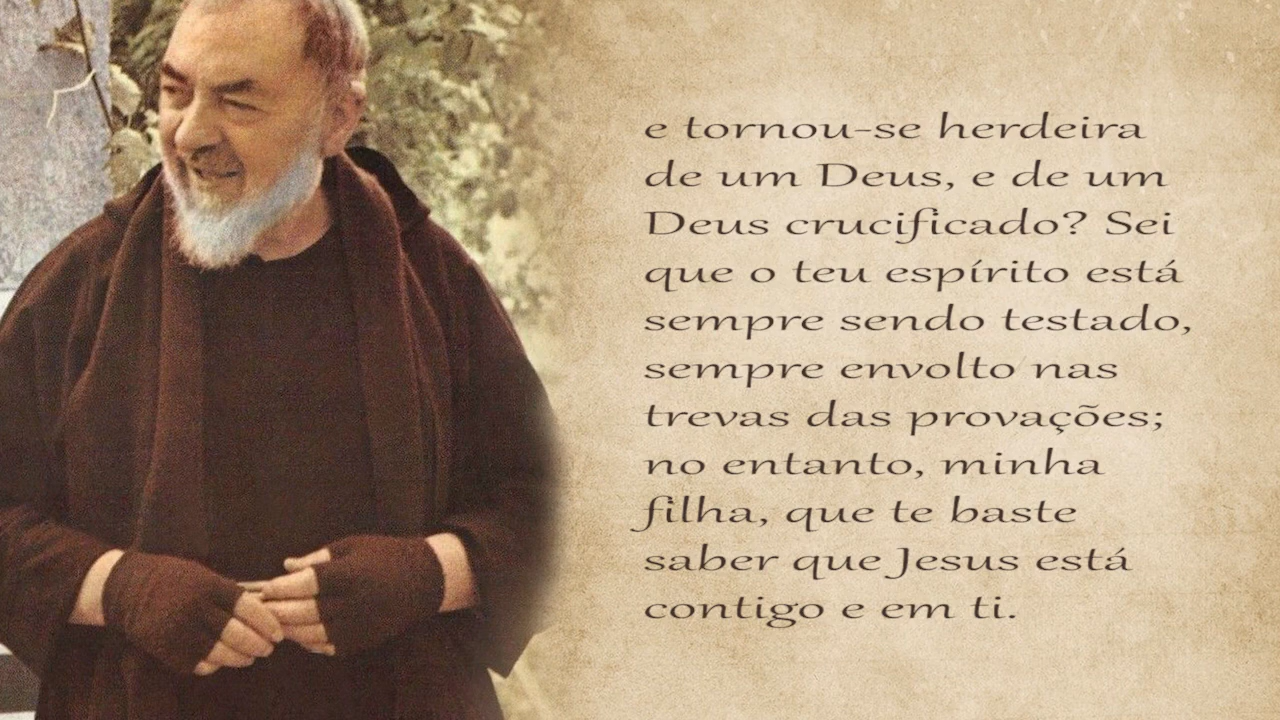 e tornou-se herdeira
de um Deus, e de um
Deus crucificado? Sei
que o teu espírito está
sempre sendo testado,
sempre envolto nas
trevas das provações;
no entanto, minha
filha, que te baste
saber que Jesus está
contigo e em ti.